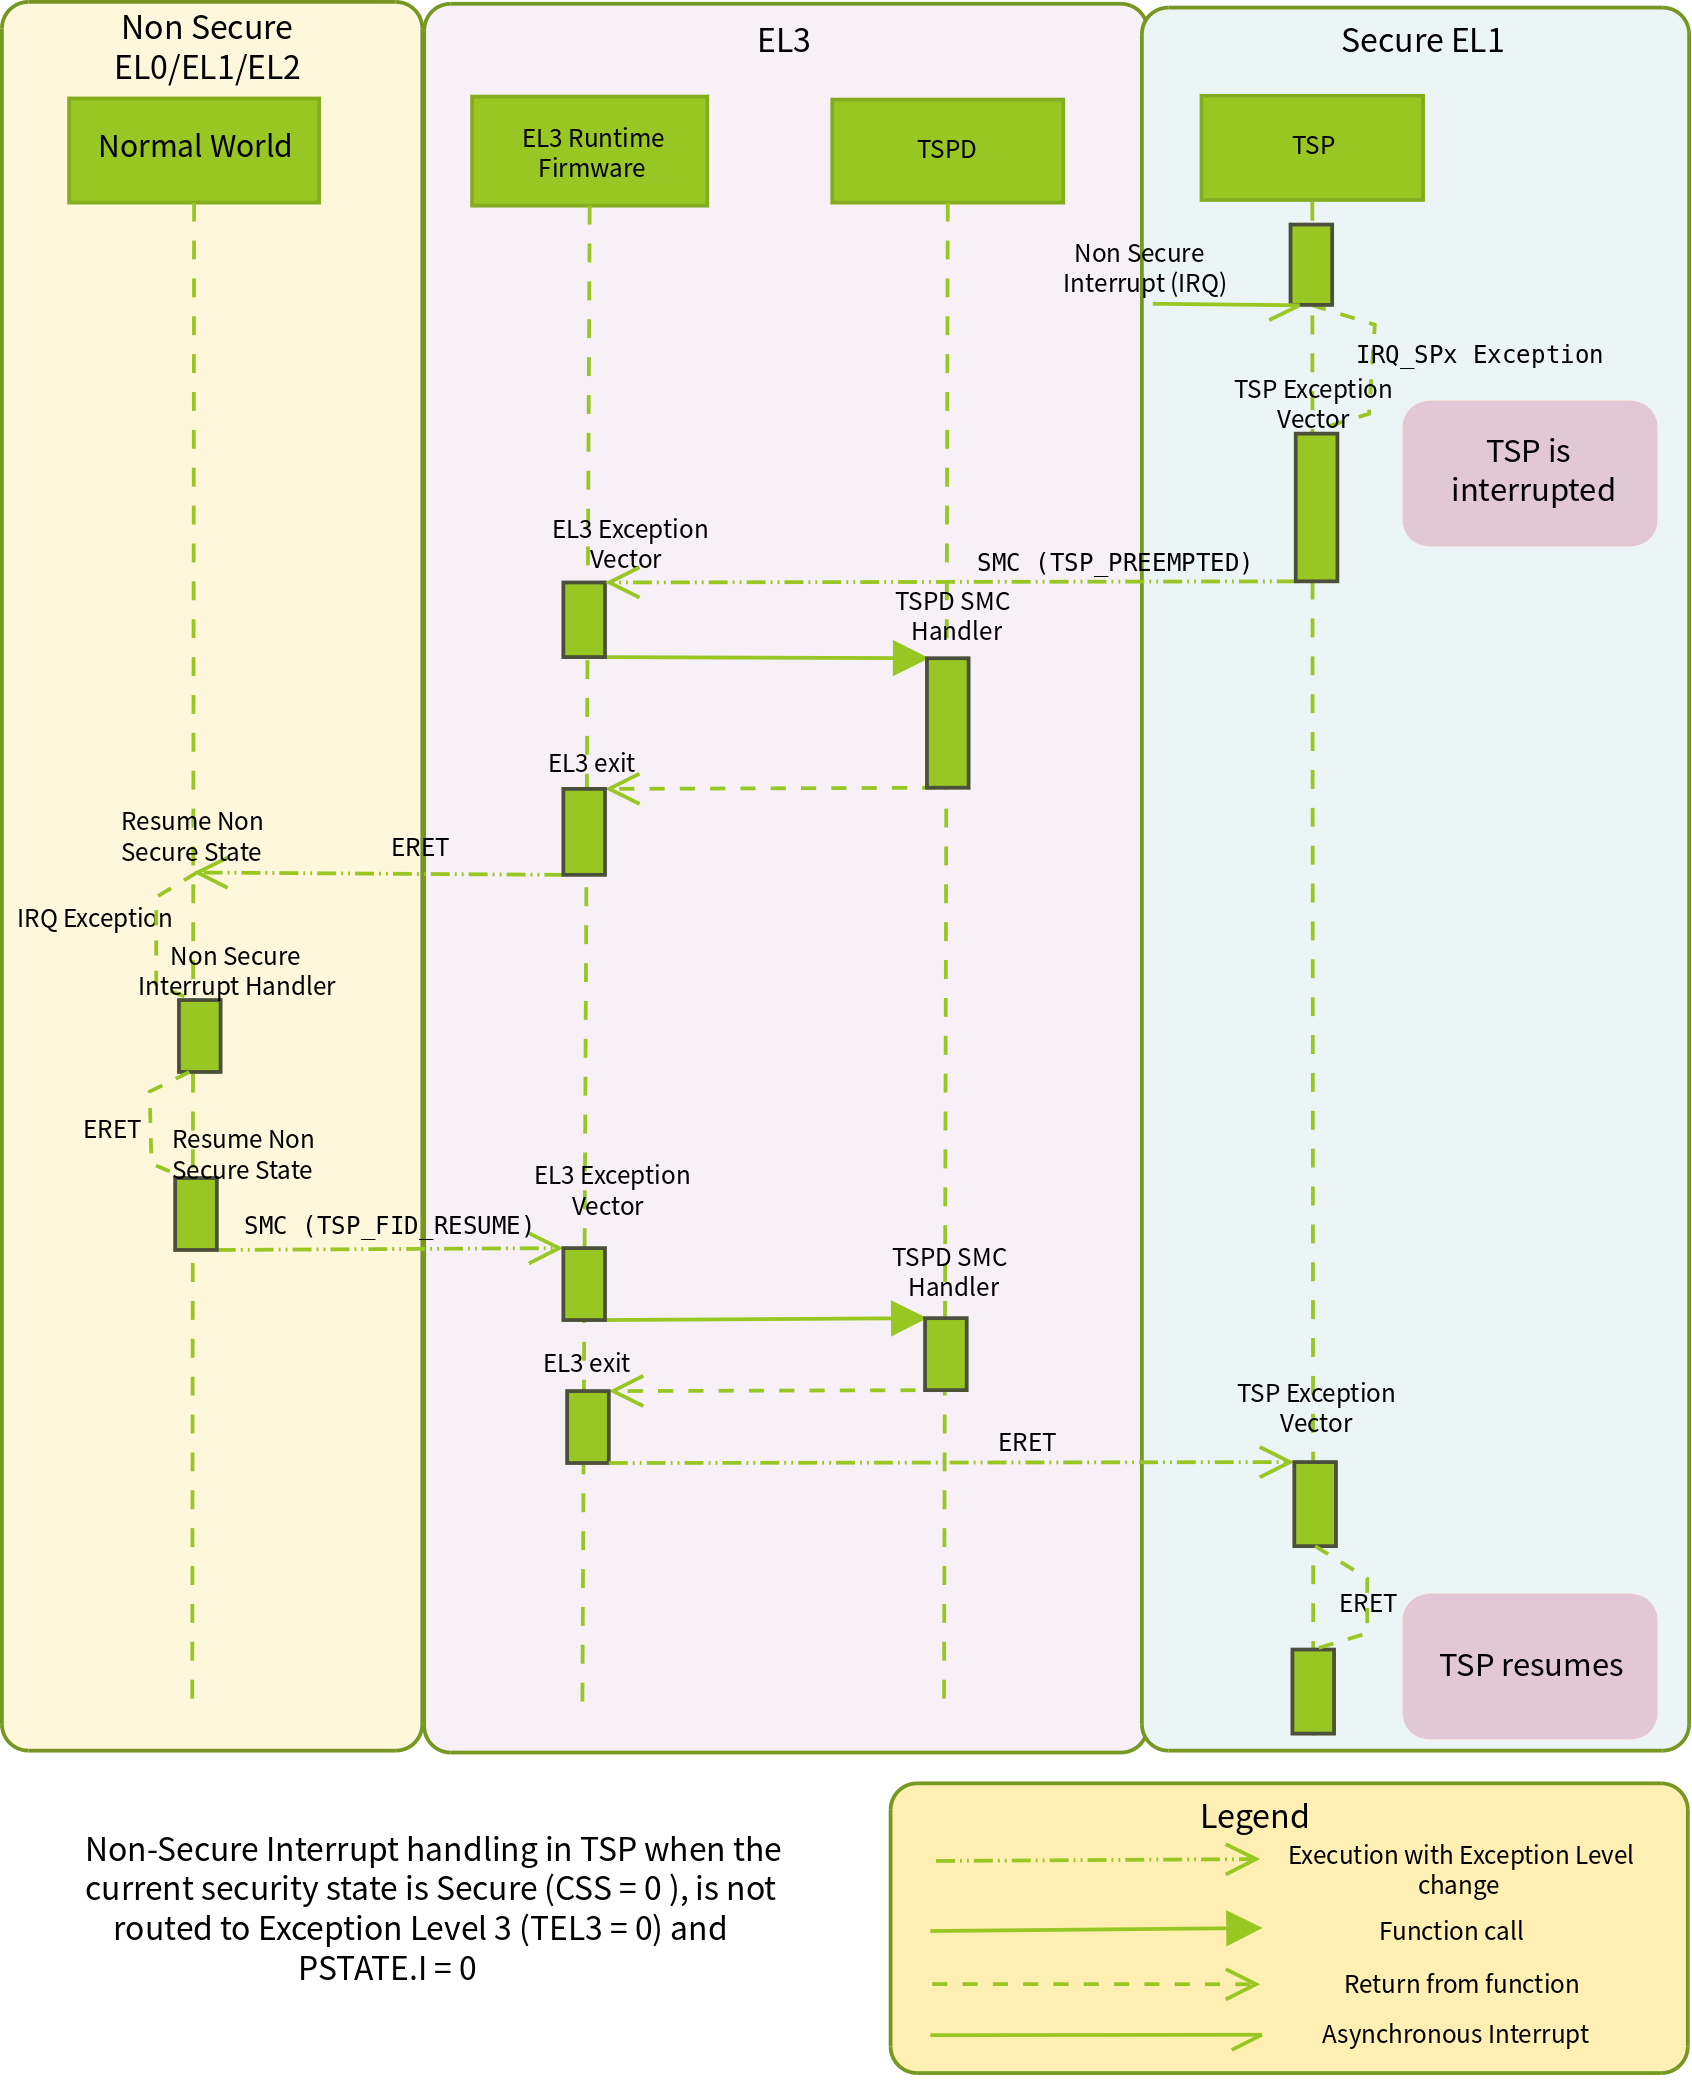 Non Secure
EL0/EL1/EL2
EL3
Secure EL1
Normal World
EL3 Runtime
Firmware
TSPD
TSP
Non Secure
Interrupt (IRQ)
IRQ_SPx Exception
TSP Exception
Vector
TSP is
interrupted
EL3 Exception
Vector
SMC (TSP_PREEMPTED)
TSPD SMC
Handler
EL3 exit
Resume Non
Secure State
ERET
IRQ Exception
Non Secure
Interrupt Handler
ERET
Resume Non
Secure State
EL3 Exception
Vector
SMC (TSP_FID_RESUME)
TSPD SMC
Handler
EL3 exit
TSP Exception
Vector
ERET
ERET
TSP resumes
Non-Secure Interrupt handling in TSP when the
current security state is Secure (CSS = 0 ), is not
routed to Exception Level 3 (TEL3 = 0) and
PSTATE.I = 0
Legend
Execution with Exception Level
change
Function call
Return from function
Asynchronous Interrupt